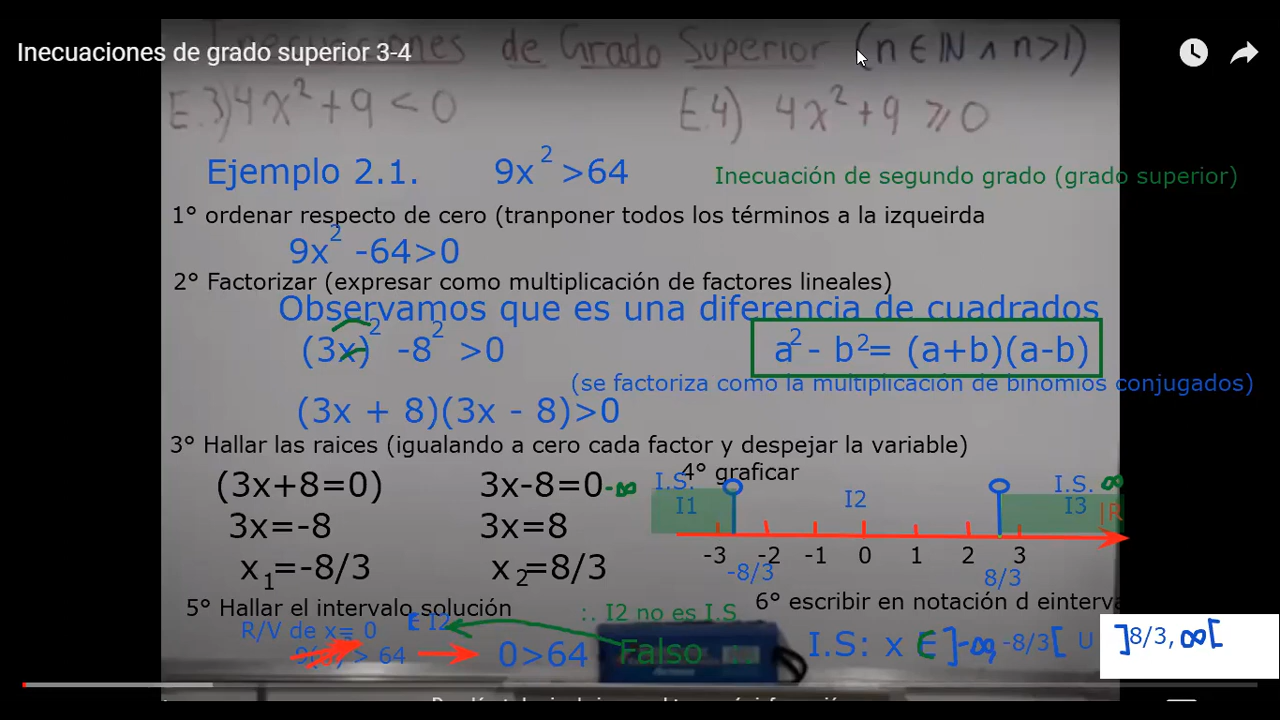 Inecuaciones de grado superior 3-4
Inecuaciones de Grado Superior (n ∈ ℕ ∧ n>1)
E.3) 4x² + 9 < 0
E.4) 4x² + 9 ≥ 0
Ejemplo 2.1. 9x² >64
Inecuación de segundo grado (grado superior)
1° ordenar respecto de cero (tranponer todos los términos a la izqueirda
9x² -64>0
2° Factorizar (expresar como multiplicación de factores lineales)
Observamos que es una diferencia de cuadrados
(3x)² -8² >0
a² - b²= (a+b)(a-b)
(se factoriza como la multiplicación de binomios conjugados)
(3x + 8)(3x - 8)>0
3° Hallar las raices (igualando a cero cada factor y despejar la variable)
(3x+8=0) 3x-8=0
3x=-8 3x=8
x₁=-8/3 x₂=8/3
4° graficar
-∞ I.S. I.S. ∞
I1 I2 I3 |R
-3 -2 -1 0 1 2 3
-8/3 8/3
5° Hallar el intervalo solución
R/V de x= 0 ∈ I2
∴ I2 no es I.S
9(0) > 64 0>64 Falso
6° escribir en notación d einterva
I.S: x ∈ ]-∞, -8/3[ U ]8/3, ∞[